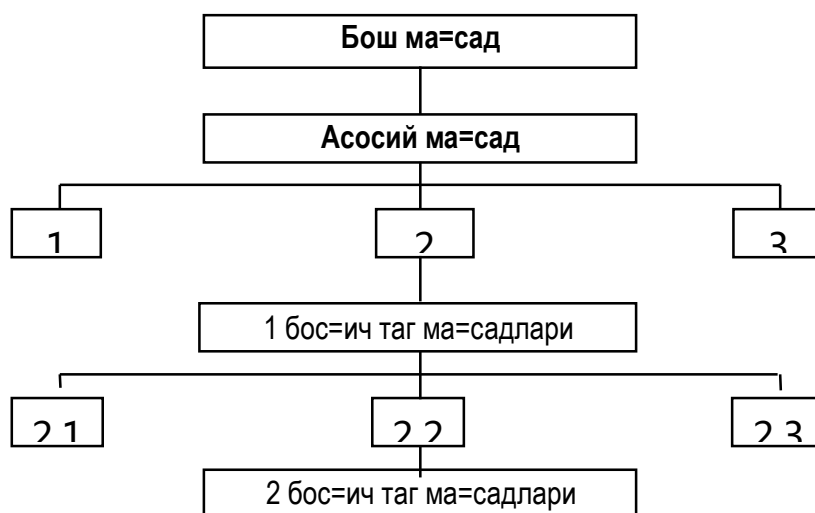 Бош ма=сад
Асосий ма=сад
1 2 3
1 бос=ич таг ма=садлари
2.1 2.2 2.3
2 бос=ич таг ма=садлари